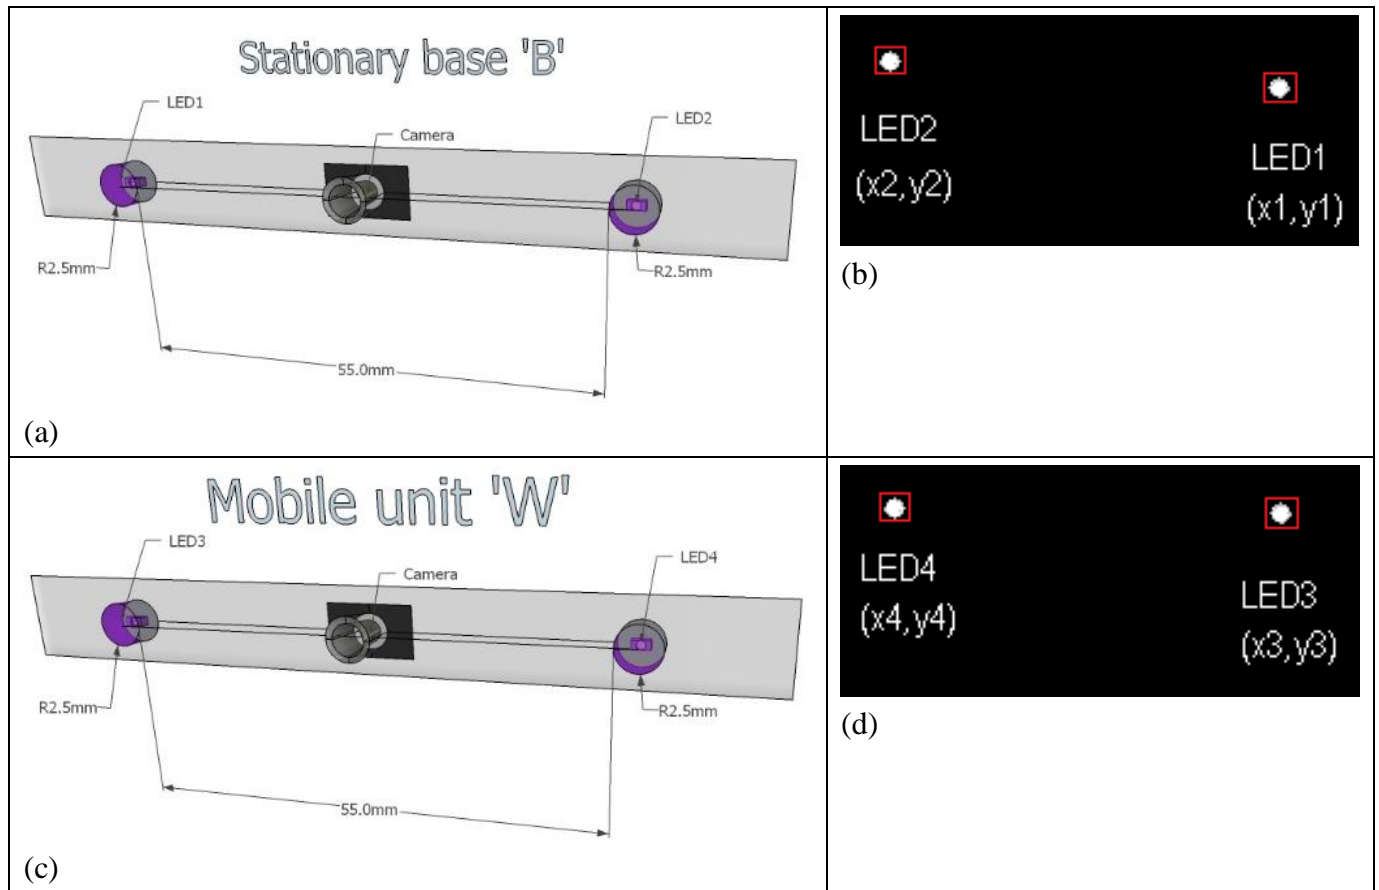 Stationary base 'B'
LED1
LED2
Camera
R2.5mm
R2.5mm
55.0mm
(a)
LED2
(x2,y2)
LED1
(x1,y1)
(b)
Mobile unit 'W'
LED3
LED4
Camera
R2.5mm
R2.5mm
55.0mm
(c)
LED4
(x4,y4)
LED3
(x3,y3)
(d)